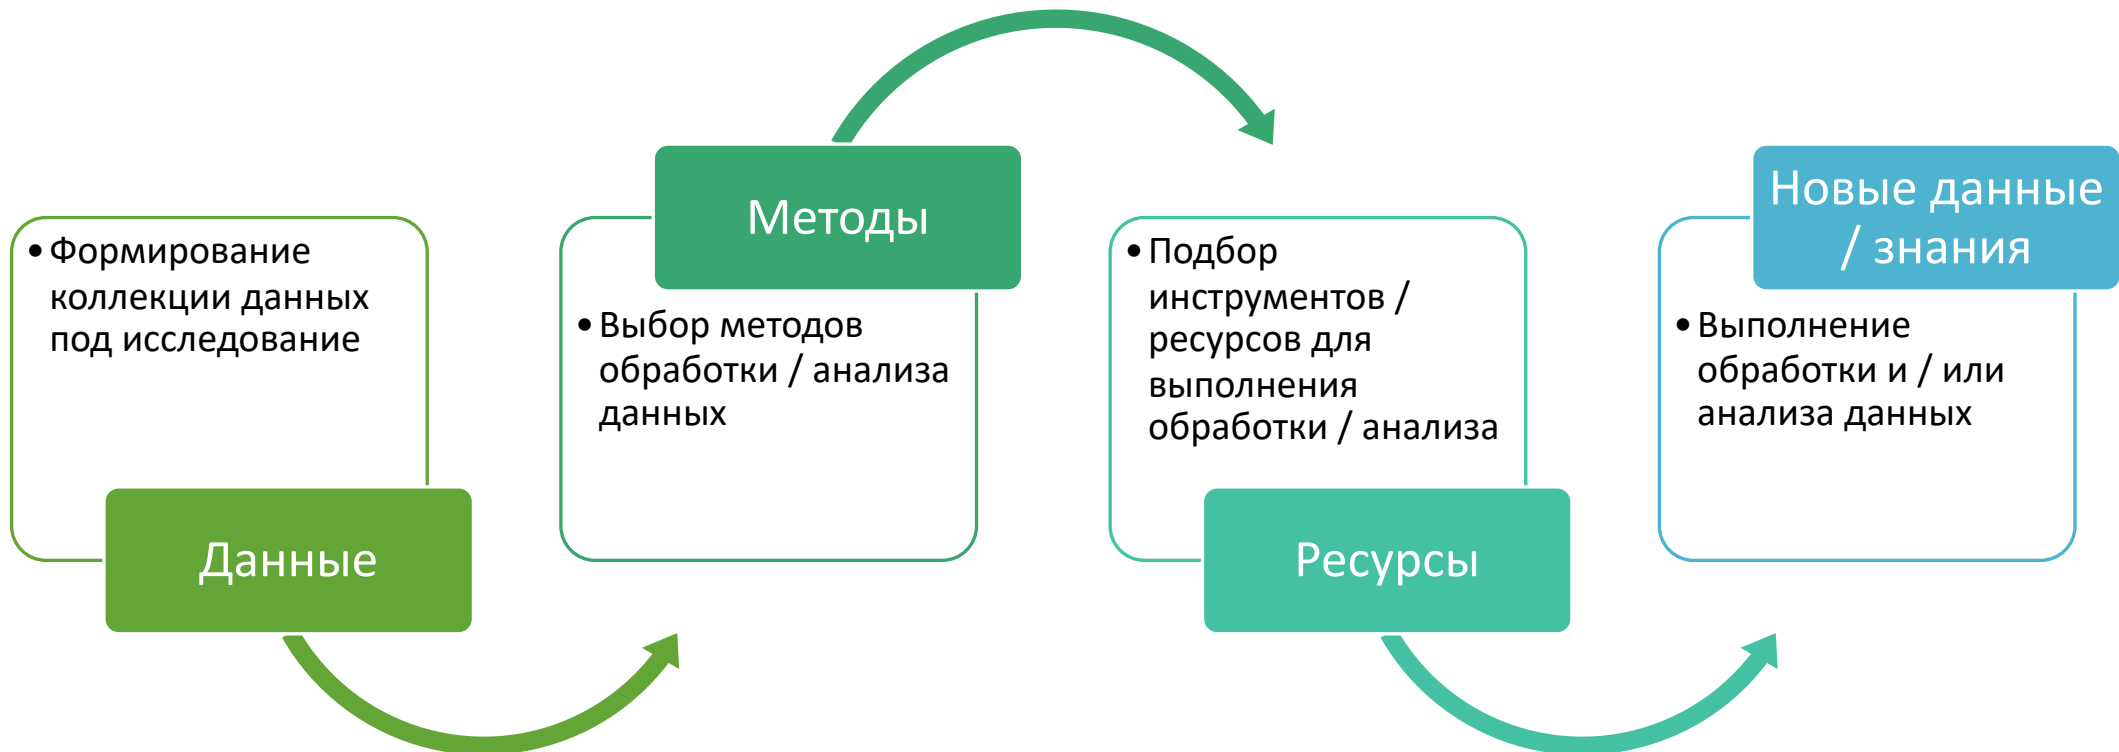 • Формирование
коллекции данных
под исследование
Данные
Методы
• Выбор методов
обработки / анализа
данных
• Подбор
инструментов /
ресурсов для
выполнения
обработки / анализа
Ресурсы
Новые данные
/ знания
• Выполнение
обработки и / или
анализа данных